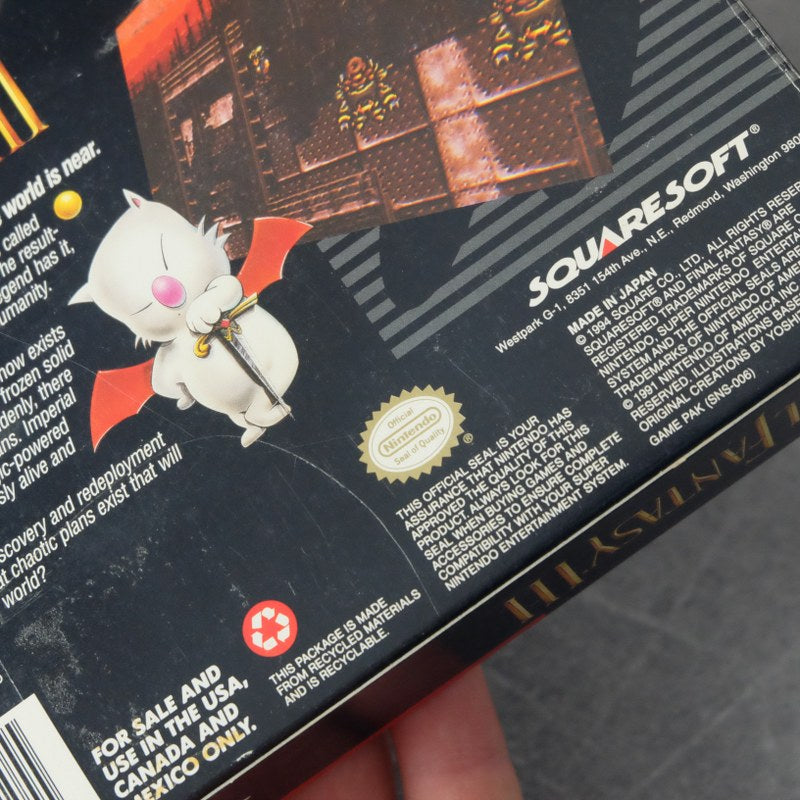 world is near.
called
he result-
egend has it,
umanity.
now exists
frozen solid
denly, there
ins. Imperial
ic-powered
sly alive and
scovery and redeployment
at chaotic plans exist that will
world?
SQUARESOFT®
Westpark G-1, 8351 154th Ave., N.E., Redmond, Washington 980
MADE IN JAPAN
© 1994 SQUARE CO., LTD. ALL RIGHTS RESER
SQUARESOFT® AND FINAL FANTASY® ARE
REGISTERED TRADEMARKS OF SQUARE C
NINTENDO, SUPER NINTENDO ENTERTA
SYSTEM AND THE OFFICIAL SEALS ARE
TRADEMARKS OF NINTENDO OF AMERICA INC
© 1991 NINTENDO OF AMERICA INC
RESERVED. ILLUSTRATIONS BASE
ORIGINAL CREATIONS BY YOSHI
GAME PAK (SNS-006)
Official
Nintendo
Seal of Quality
®
THIS OFFICIAL SEAL IS YOUR
ASSURANCE THAT NINTENDO HAS
APPROVED THE QUALITY OF THIS
PRODUCT. ALWAYS LOOK FOR THIS
SEAL WHEN BUYING GAMES AND
ACCESSORIES TO ENSURE COMPLETE
COMPATIBILITY WITH YOUR SUPER
NINTENDO ENTERTAINMENT SYSTEM.
THIS PACKAGE IS MADE
FROM RECYCLED MATERIALS
AND IS RECYCLABLE.
FOR SALE AND
USE IN THE USA,
CANADA AND
MEXICO ONLY.
L FANTASY III